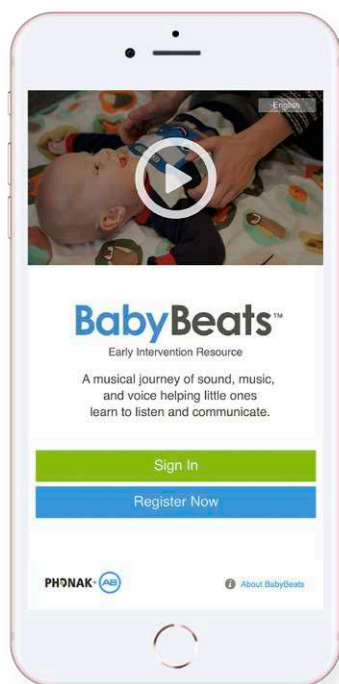 English
BabyBeats™
Early Intervention Resource
A musical journey of sound, music,
and voice helping little ones
learn to listen and communicate.
Sign In
Register Now
PHONAK AB
About BabyBeats